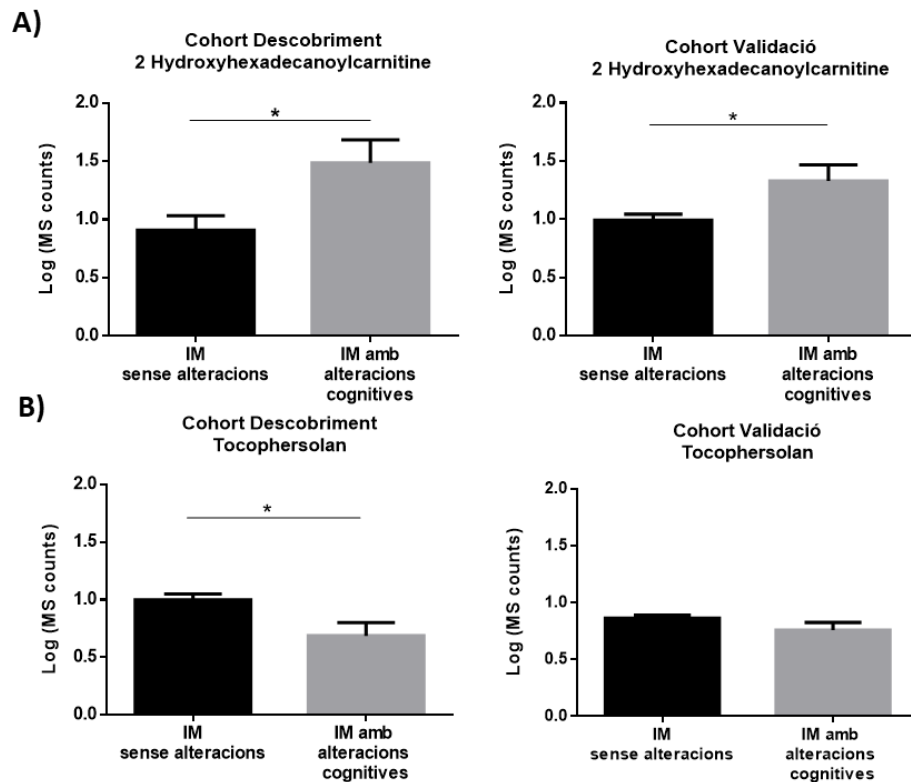 A)
Cohort Descobriment
2 Hydroxyhexadecanoylcarnitine
Log (MS counts)
2.0
1.5
1.0
0.5
0.0
*
IM
sense alteracions
IM amb
alteracions
cognitives
Cohort Validació
2 Hydroxyhexadecanoylcarnitine
Log (MS counts)
2.0
1.5
1.0
0.5
0.0
*
IM
sense alteracions
IM amb
alteracions
cognitives
B)
Cohort Descobriment
Tocophersolan
Log (MS counts)
2.0
1.5
1.0
0.5
0.0
*
IM
sense alteracions
IM amb
alteracions
cognitives
Cohort Validació
Tocophersolan
Log (MS counts)
2.0
1.5
1.0
0.5
0.0
IM
sense alteracions
IM amb
alteracions
cognitives